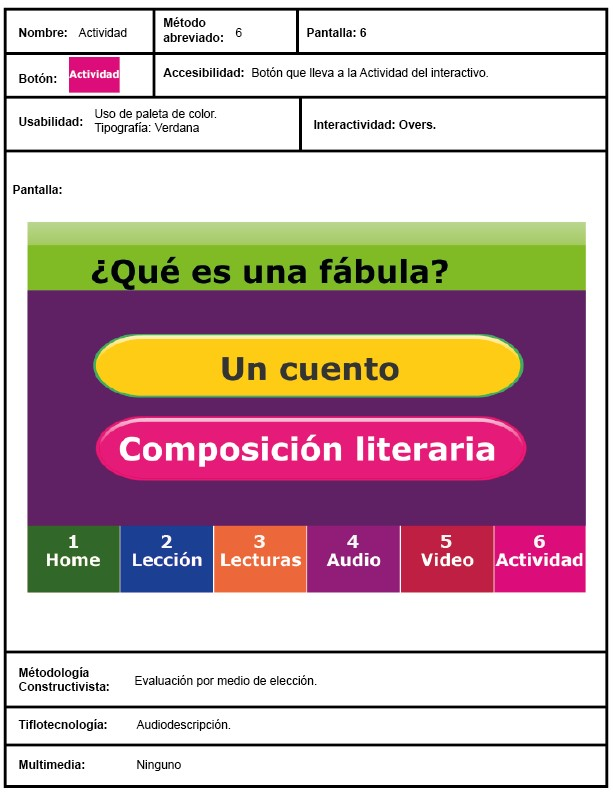 Nombre: Actividad
Método abreviado: 6
Pantalla: 6
Botón: Actividad
Accesibilidad: Botón que lleva a la Actividad del interactivo.
Usabilidad: Uso de paleta de color.
Tipografía: Verdana
Interactividad: Overs.
Pantalla:
¿Qué es una fábula?
Un cuento
Composición literaria
1 Home
2 Lección
3 Lecturas
4 Audio
5 Video
6 Actividad
Métodología
Constructivista: Evaluación por medio de elección.
Tiflotecnología: Audiodescripción.
Multimedia: Ninguno